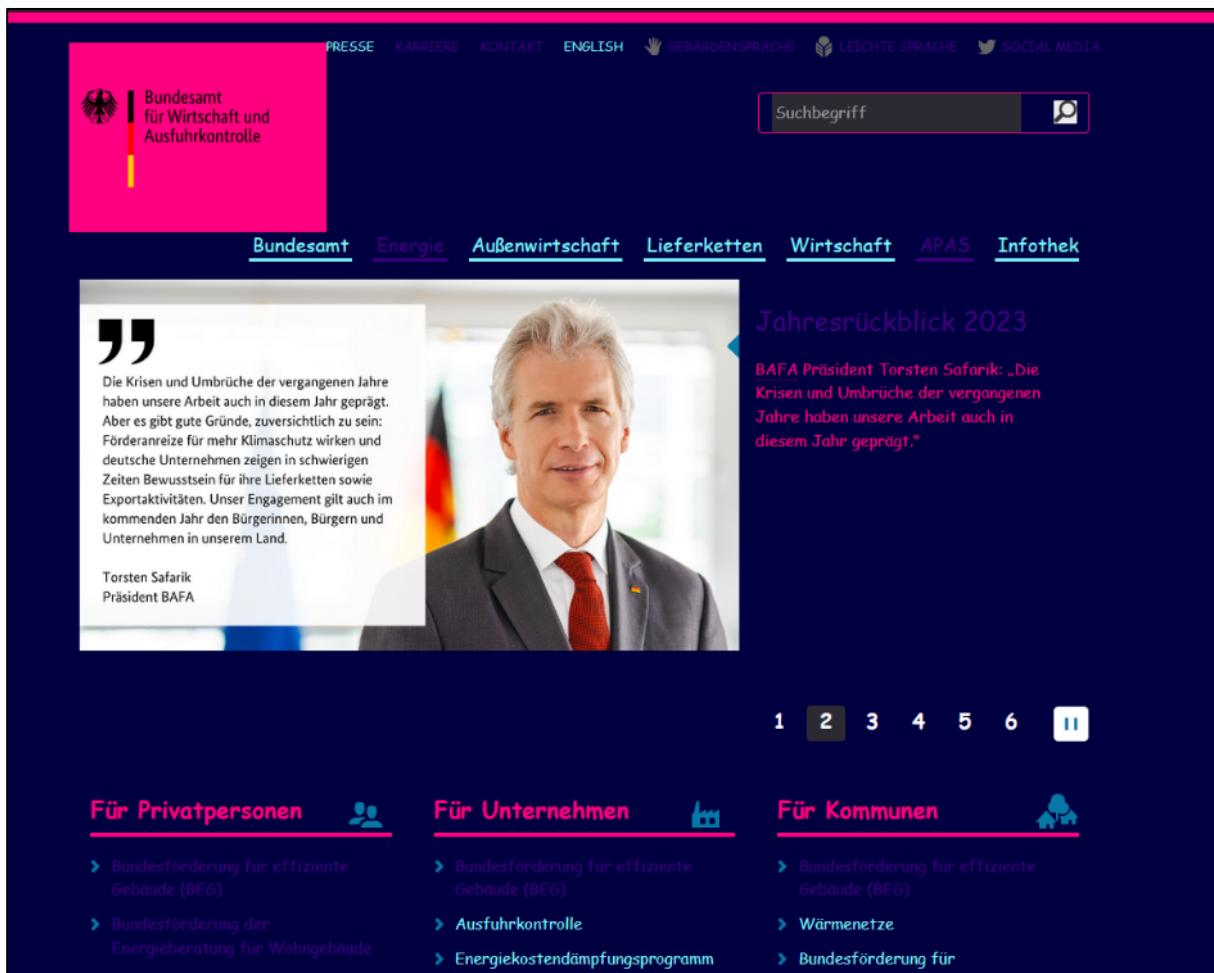 PRESSE KARRIERE KONTAKT ENGLISH GEBÄRDENSPRACHE LEICHTE SPRACHE SOCIAL MEDIA
Bundesamt
für Wirtschaft und
Ausfuhrkontrolle
Suchbegriff
Bundesamt Energie Außenwirtschaft Lieferketten Wirtschaft APAS Infothek
Die Krisen und Umbrüche der vergangenen Jahre
haben unsere Arbeit auch in diesem Jahr geprägt.
Aber es gibt gute Gründe, zuversichtlich zu sein:
Förderanreize für mehr Klimaschutz wirken und
deutsche Unternehmen zeigen in schwierigen
Zeiten Bewusstsein für ihre Lieferketten sowie
Exportaktivitäten. Unser Engagement gilt auch im
kommenden Jahr den Bürgerinnen, Bürgern und
Unternehmen in unserem Land.
Torsten Safarik
Präsident BAFA
Jahresrückblick 2023
BAFA Präsident Torsten Safarik: „Die
Krisen und Umbrüche der vergangenen
Jahre haben unsere Arbeit auch in
diesem Jahr geprägt."
1 2 3 4 5 6
Für Privatpersonen
Bundesförderung für effiziente
Gebäude (BEG)
Bundesförderung der
Energieberatung für Wohngebäude
Für Unternehmen
Bundesförderung für effiziente
Gebäude (BEG)
Ausfuhrkontrolle
Energiekostendämpfungsprogramm
Für Kommunen
Bundesförderung für effiziente
Gebäude (BEG)
Wärmenetze
Bundesförderung für